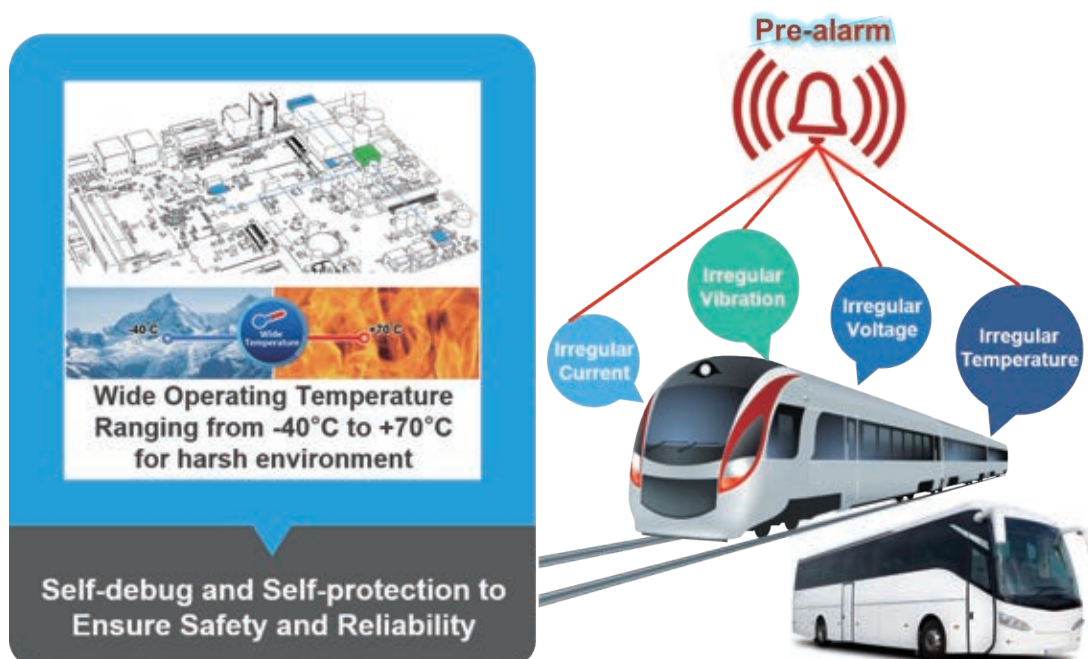 -40°C
Wide
Temperature
+70°C
Wide Operating Temperature
Ranging from -40°C to +70°C
for harsh environment
Self-debug and Self-protection to
Ensure Safety and Reliability
Pre-alarm
Irregular
Current
Irregular
Vibration
Irregular
Voltage
Irregular
Temperature